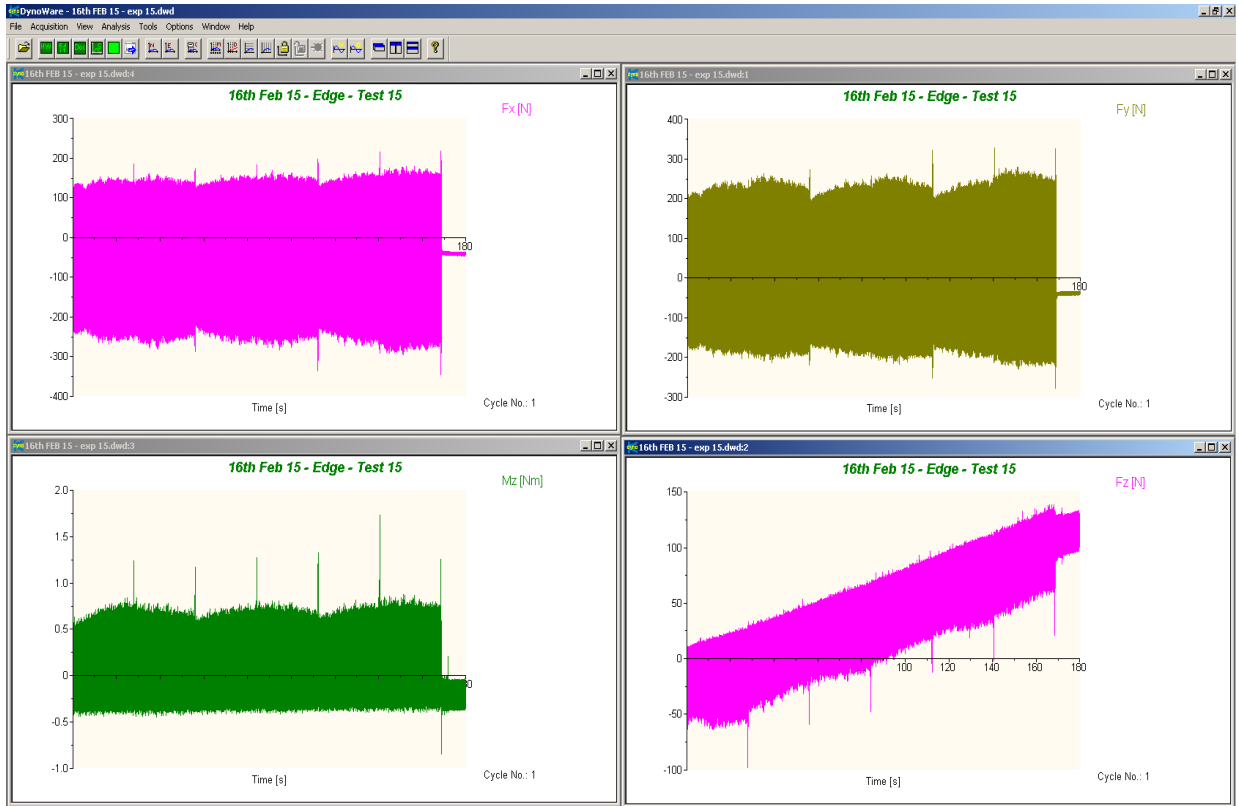 DynoWare - 16th FEB 15 - exp 15.dwd
File Acquisition View Analysis Tools Options Window Help
16th FEB 15 - exp 15.dwd:4
16th Feb 15 - Edge - Test 15
Fx [N]
300
200
100
0
-100
-200
-300
-400
180
Time [s]
Cycle No.: 1
16th FEB 15 - exp 15.dwd:1
16th Feb 15 - Edge - Test 15
Fy [N]
400
300
200
100
0
-100
-200
-300
180
Time [s]
Cycle No.: 1
16th FEB 15 - exp 15.dwd:3
16th Feb 15 - Edge - Test 15
Mz [Nm]
2.0
1.5
1.0
0.5
0
-0.5
-1.0
Time [s]
Cycle No.: 1
16th FEB 15 - exp 15.dwd:2
16th Feb 15 - Edge - Test 15
Fz [N]
150
100
50
0
-50
-100
100 120 140 160 180
Time [s]
Cycle No.: 1